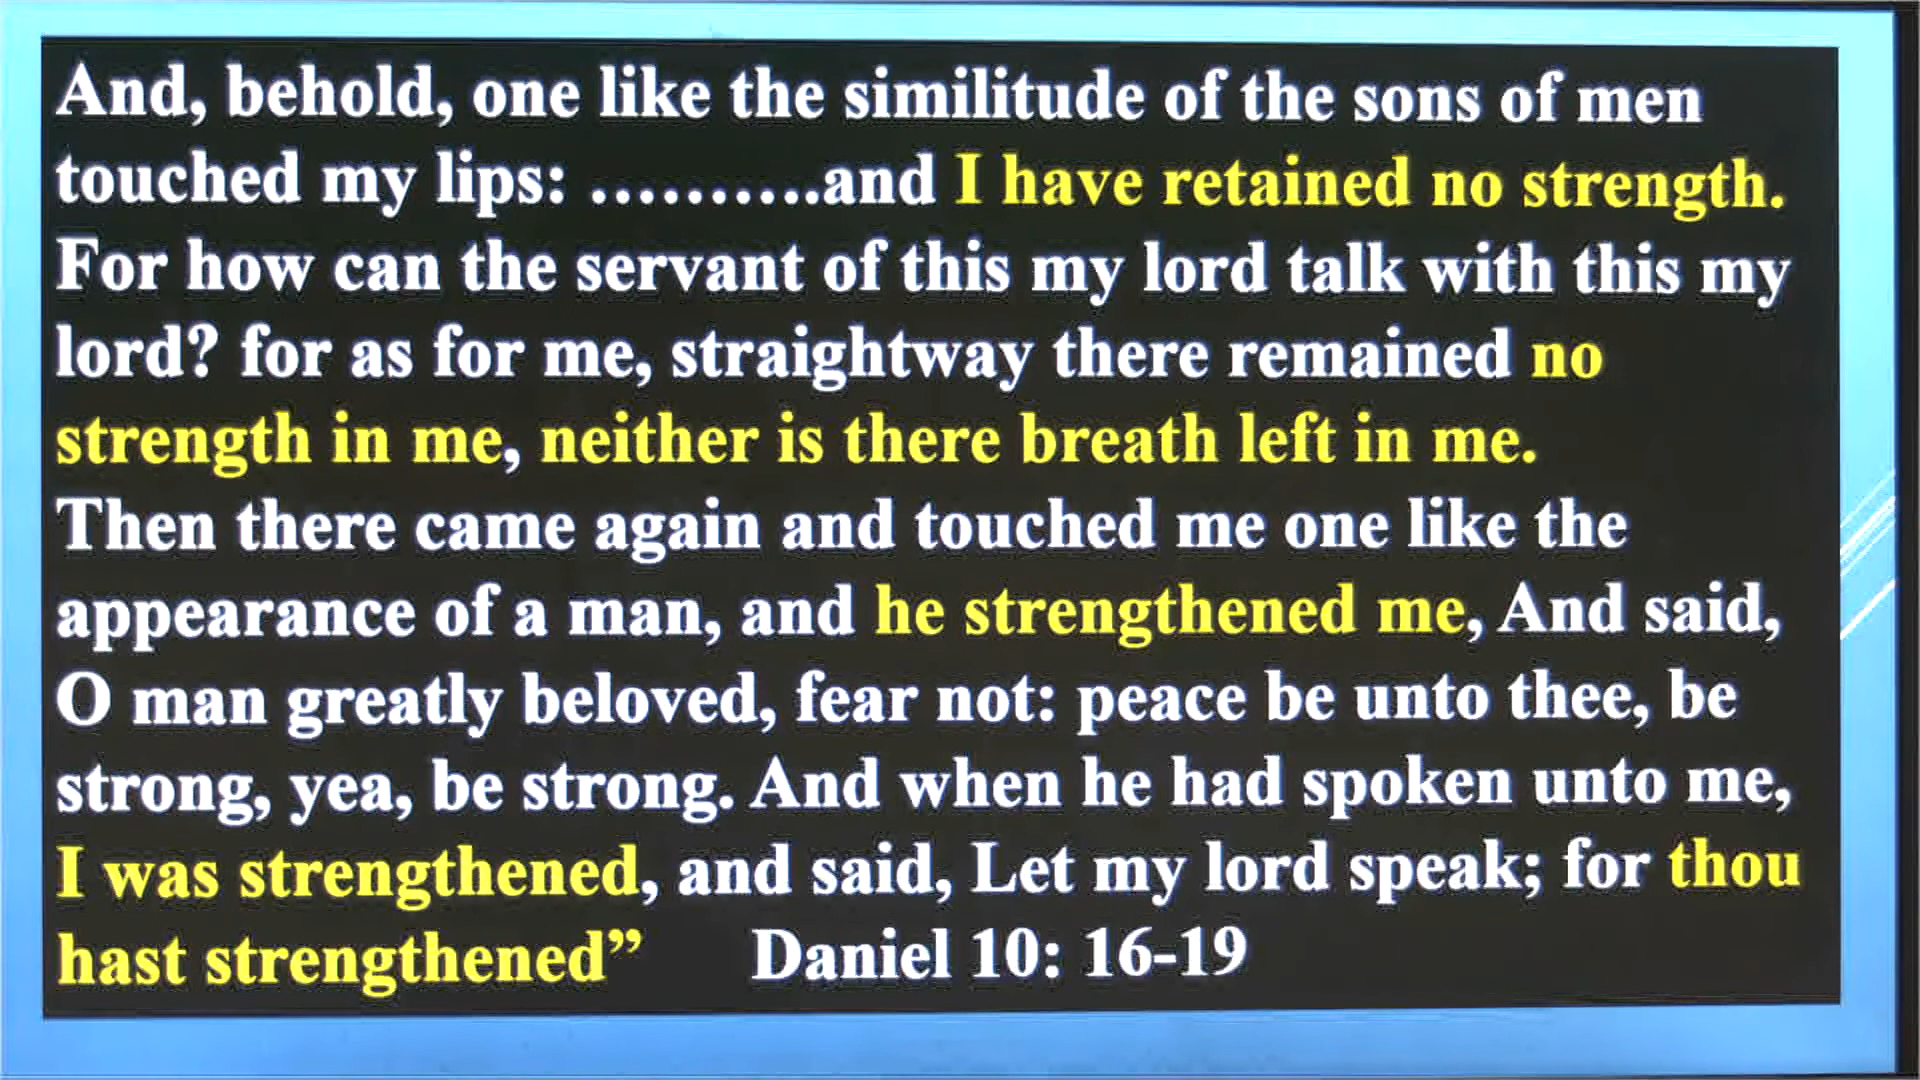 And, behold, one like the similitude of the sons of men
touched my lips: ..........and I have retained no strength.
For how can the servant of this my lord talk with this my
lord? for as for me, straightway there remained no
strength in me, neither is there breath left in me.
Then there came again and touched me one like the
appearance of a man, and he strengthened me, And said,
O man greatly beloved, fear not: peace be unto thee, be
strong, yea, be strong. And when he had spoken unto me,
I was strengthened, and said, Let my lord speak; for thou
hast strengthened” Daniel 10: 16-19